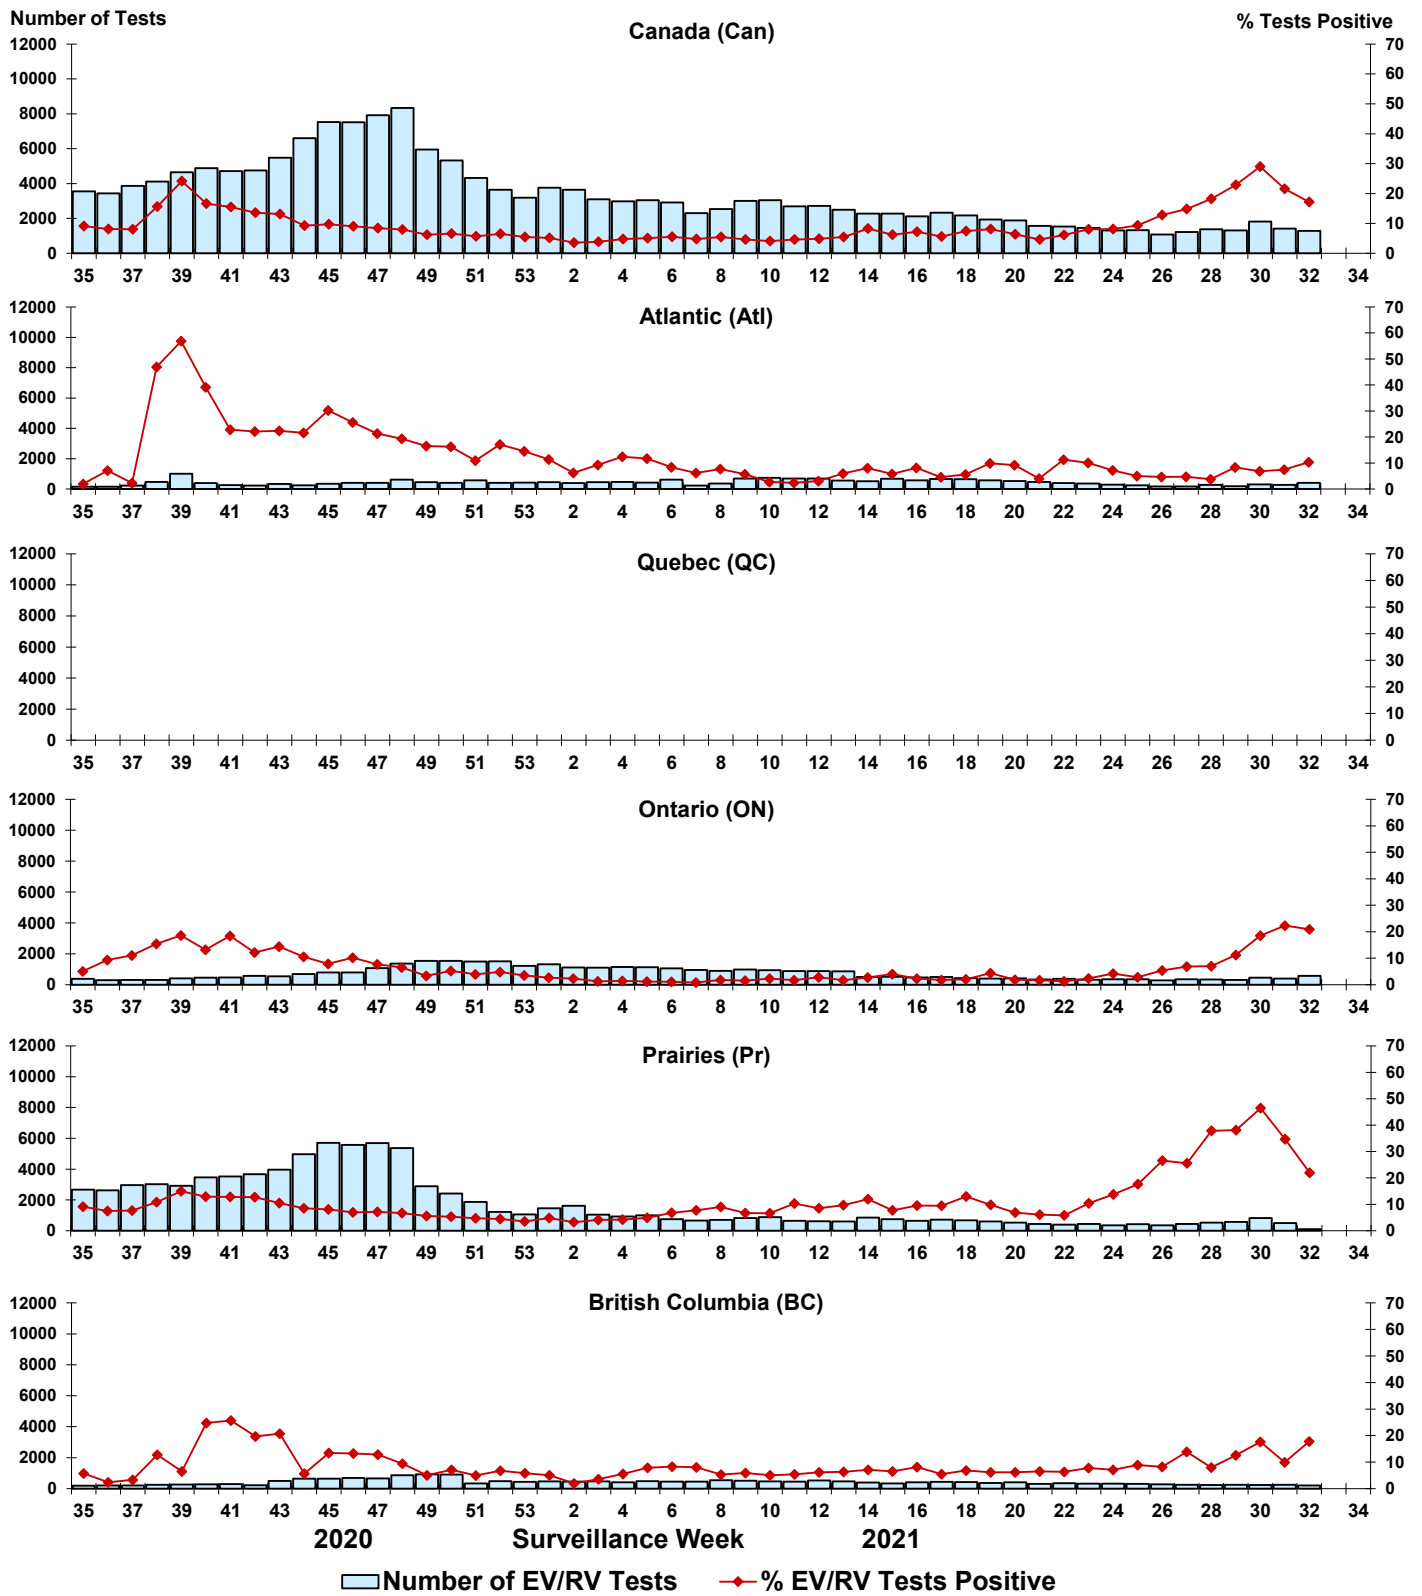 Number of Tests
Canada (Can)
% Tests Positive
12000 10000 8000 6000 4000 2000 0
70 60 50 40 30 20 10 0
35 37 39 41 43 45 47 49 51 53 2 4 6 8 10 12 14 16 18 20 22 24 26 28 30 32 34
Atlantic (Atl)
12000 10000 8000 6000 4000 2000 0
70 60 50 40 30 20 10 0
35 37 39 41 43 45 47 49 51 53 2 4 6 8 10 12 14 16 18 20 22 24 26 28 30 32 34
Quebec (QC)
12000 10000 8000 6000 4000 2000 0
70 60 50 40 30 20 10 0
35 37 39 41 43 45 47 49 51 53 2 4 6 8 10 12 14 16 18 20 22 24 26 28 30 32 34
Ontario (ON)
12000 10000 8000 6000 4000 2000 0
70 60 50 40 30 20 10 0
35 37 39 41 43 45 47 49 51 53 2 4 6 8 10 12 14 16 18 20 22 24 26 28 30 32 34
Prairies (Pr)
12000 10000 8000 6000 4000 2000 0
70 60 50 40 30 20 10 0
35 37 39 41 43 45 47 49 51 53 2 4 6 8 10 12 14 16 18 20 22 24 26 28 30 32 34
British Columbia (BC)
12000 10000 8000 6000 4000 2000 0
70 60 50 40 30 20 10 0
35 37 39 41 43 45 47 49 51 53 2 4 6 8 10 12 14 16 18 20 22 24 26 28 30 32 34
2020 Surveillance Week 2021
Number of EV/RV Tests % EV/RV Tests Positive